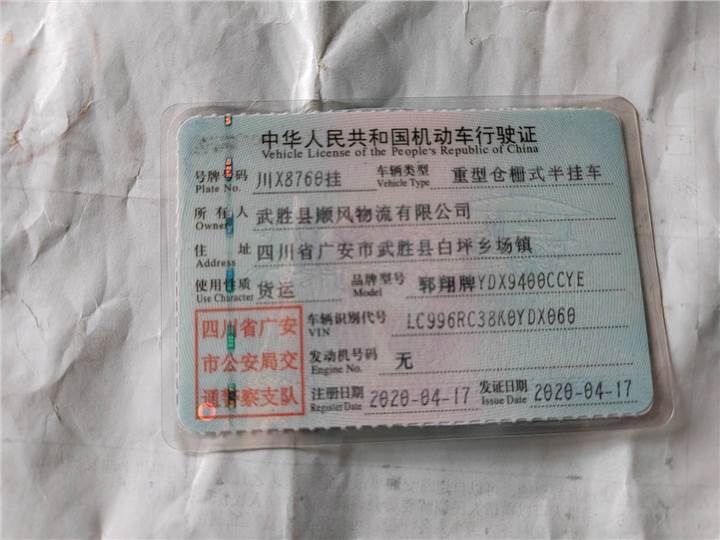 中华人民共和国机动车行驶证
Vehicle License of the People's Republic of China
号牌号码 川X8760挂 车辆类型 重型仓栅式半挂车
Plate No. Vehicle Type
所有人 武胜县顺风物流有限公司
Owner
住址 四川省广安市武胜县白坪乡场镇
Address
使用性质 货运 品牌型号 郓翔牌YDX9400CCYE
Use Character Model
四川省广安
市公安局交
通警察支队
车辆识别代号 LC996RC38K0YDX060
VIN
发动机号码 无
Engine No.
注册日期 2020-04-17 发证日期 2020-04-17
Register Date Issue Date